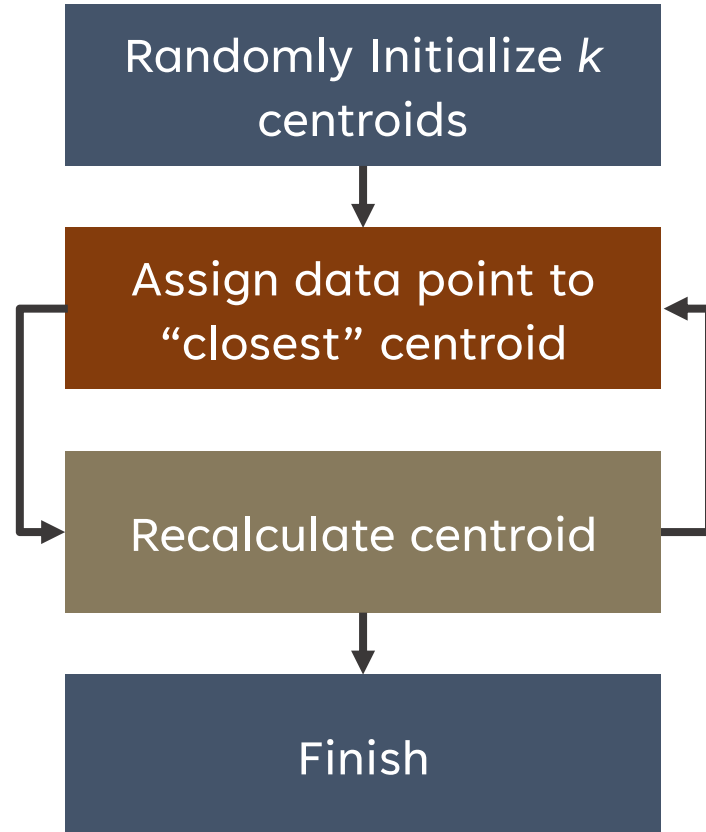 Randomly Initialize k
centroids
Assign data point to
“closest” centroid
Recalculate centroid
Finish